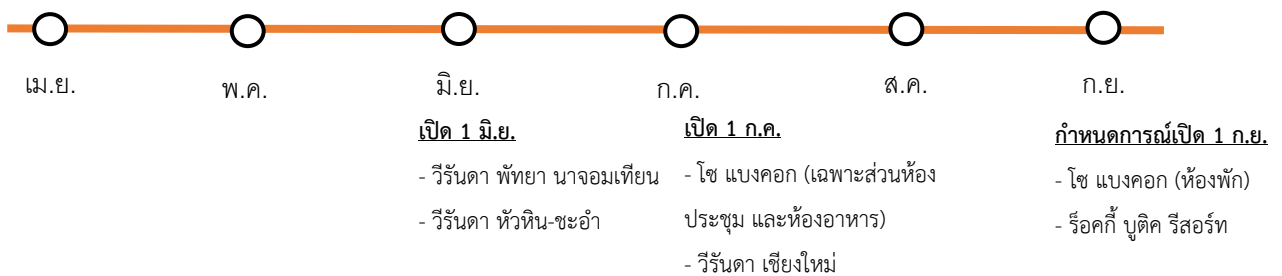 เม.ย.
พ.ค.
มิ.ย.
ก.ค.
ส.ค.
ก.ย.
เปิด 1 มิ.ย.
- วีรันดา พัทยา นาจอมเทียน
- วีรันดา หัวหิน-ชะอำ
เปิด 1 ก.ค.
- โซ แบงคอก (เฉพาะส่วนห้อง
ประชุม และห้องอาหาร)
- วีรันดา เชียงใหม่
กำหนดการณ์เปิด 1 ก.ย.
- โซ แบงคอก (ห้องพัก)
- ร็อคกี้ บูติค รีสอร์ท